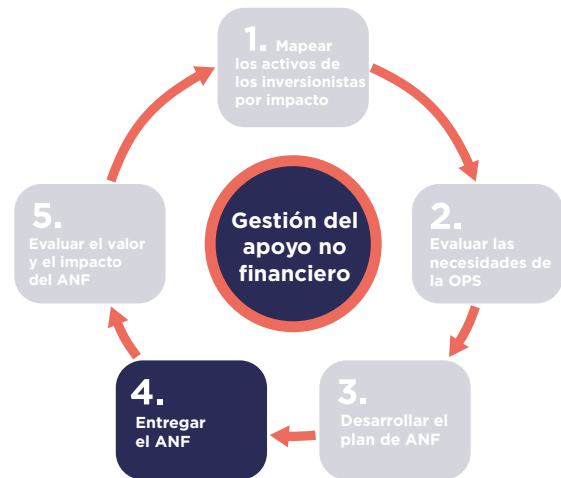 1. Mapear
los activos de
los inversionistas
por impacto
2.
Evaluar las
necesidades de
la OPS
3.
Desarrollar el
plan de ANF
4.
Entregar
el ANF
5.
Evaluar el valor
y el impacto
del ANF
Gestión del
apoyo no
financiero